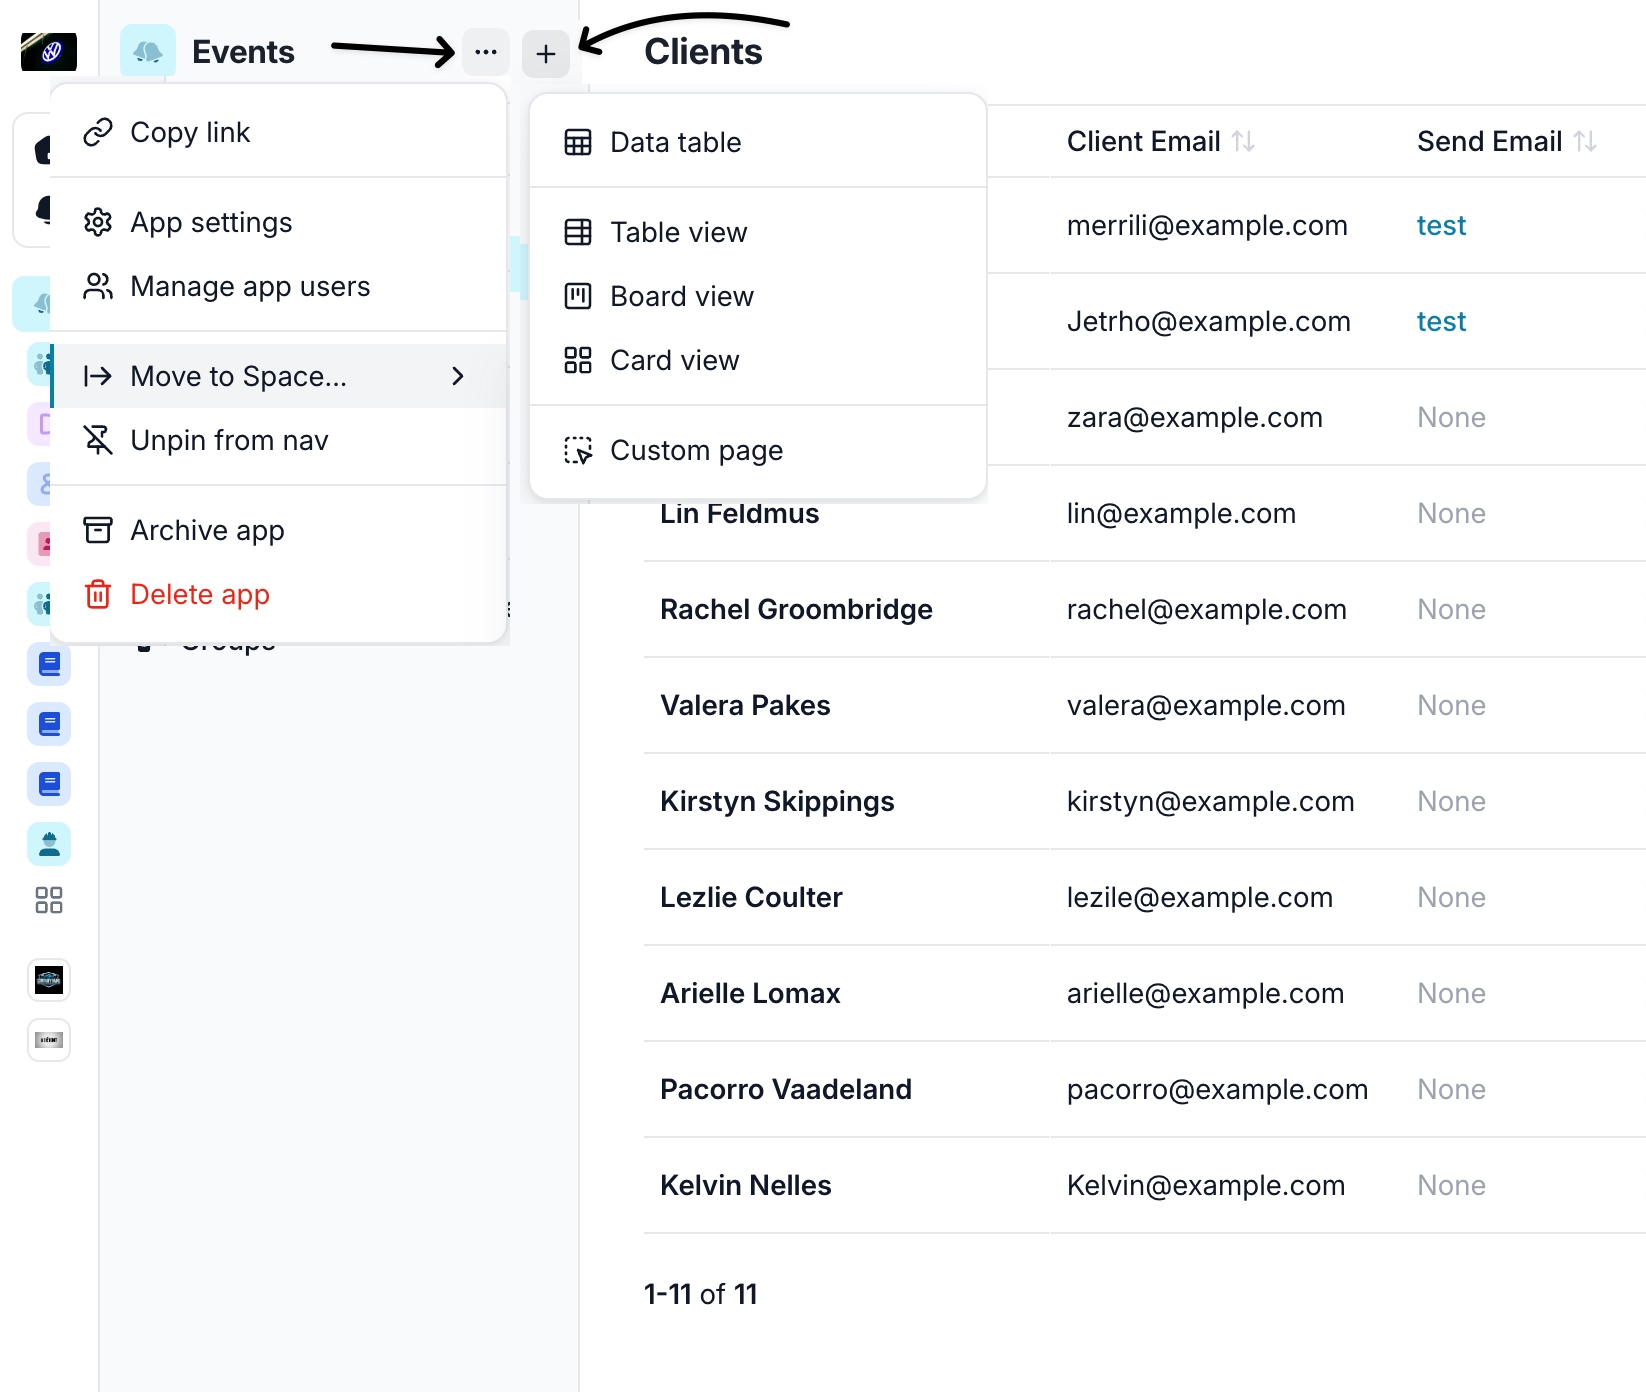 Events
Clients
Copy link
App settings
Manage app users
Move to Space...
Unpin from nav
Archive app
Delete app
Groups
Data table
Table view
Board view
Card view
Custom page
Client Email Send Email
merrili@example.com test
Jetrho@example.com test
zara@example.com None
Lin Feldmus lin@example.com None
Rachel Groombridge rachel@example.com None
Valera Pakes valera@example.com None
Kirstyn Skippings kirstyn@example.com None
Lezlie Coulter lezile@example.com None
Arielle Lomax arielle@example.com None
Pacorro Vaadeland pacorro@example.com None
Kelvin Nelles Kelvin@example.com None
1-11 of 11